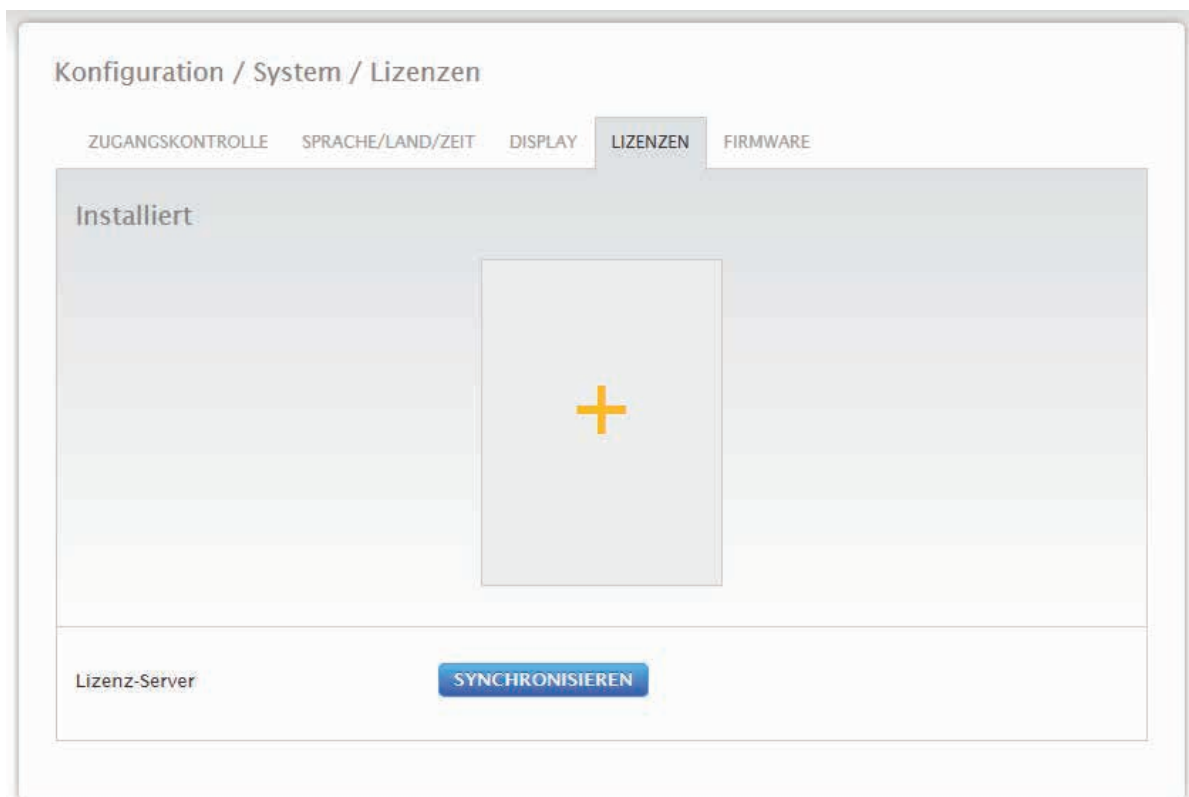 Konfiguration / System / Lizenzen
ZUGANGSKONTROLLE SPRACHE/LAND/ZEIT DISPLAY LIZENZEN FIRMWARE
Installiert
Lizenz-Server SYNCHRONISIEREN